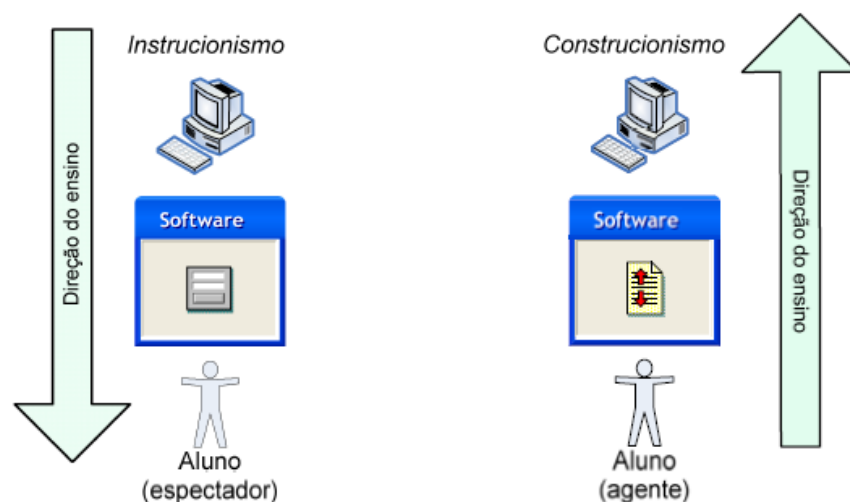 Instrucionismo
Direção do ensino
Software
Aluno
(espectador)
Construcionismo
Software
Aluno
(agente)
Direção do ensino